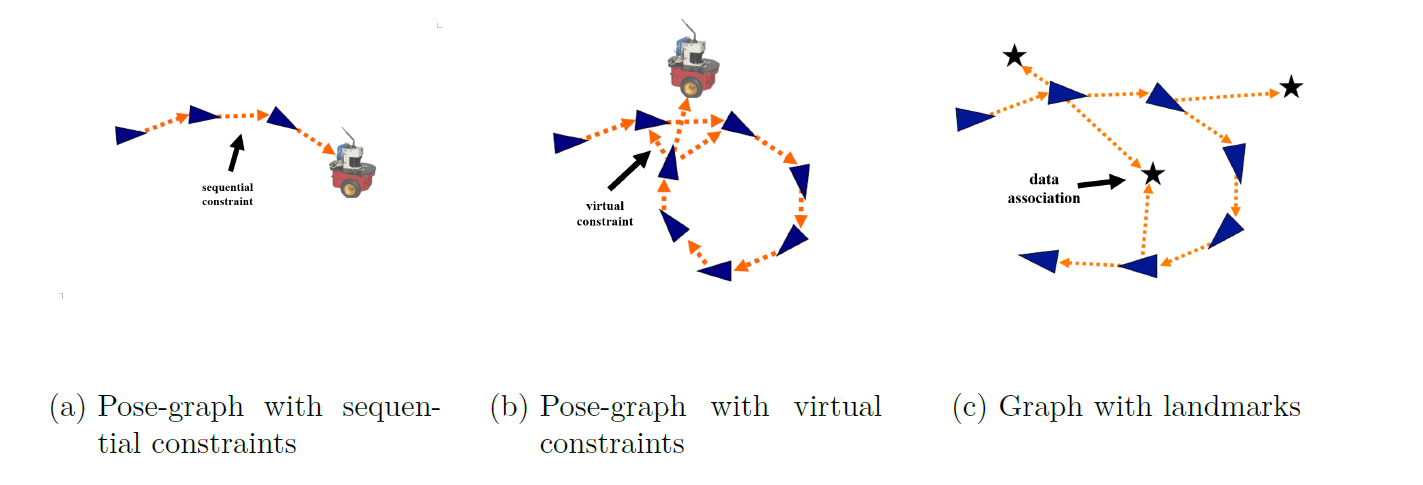 sequential
constraint
virtual
constraint
data
association
(a) Pose-graph with sequen-
tial constraints
(b) Pose-graph with virtual
constraints
(c) Graph with landmarks